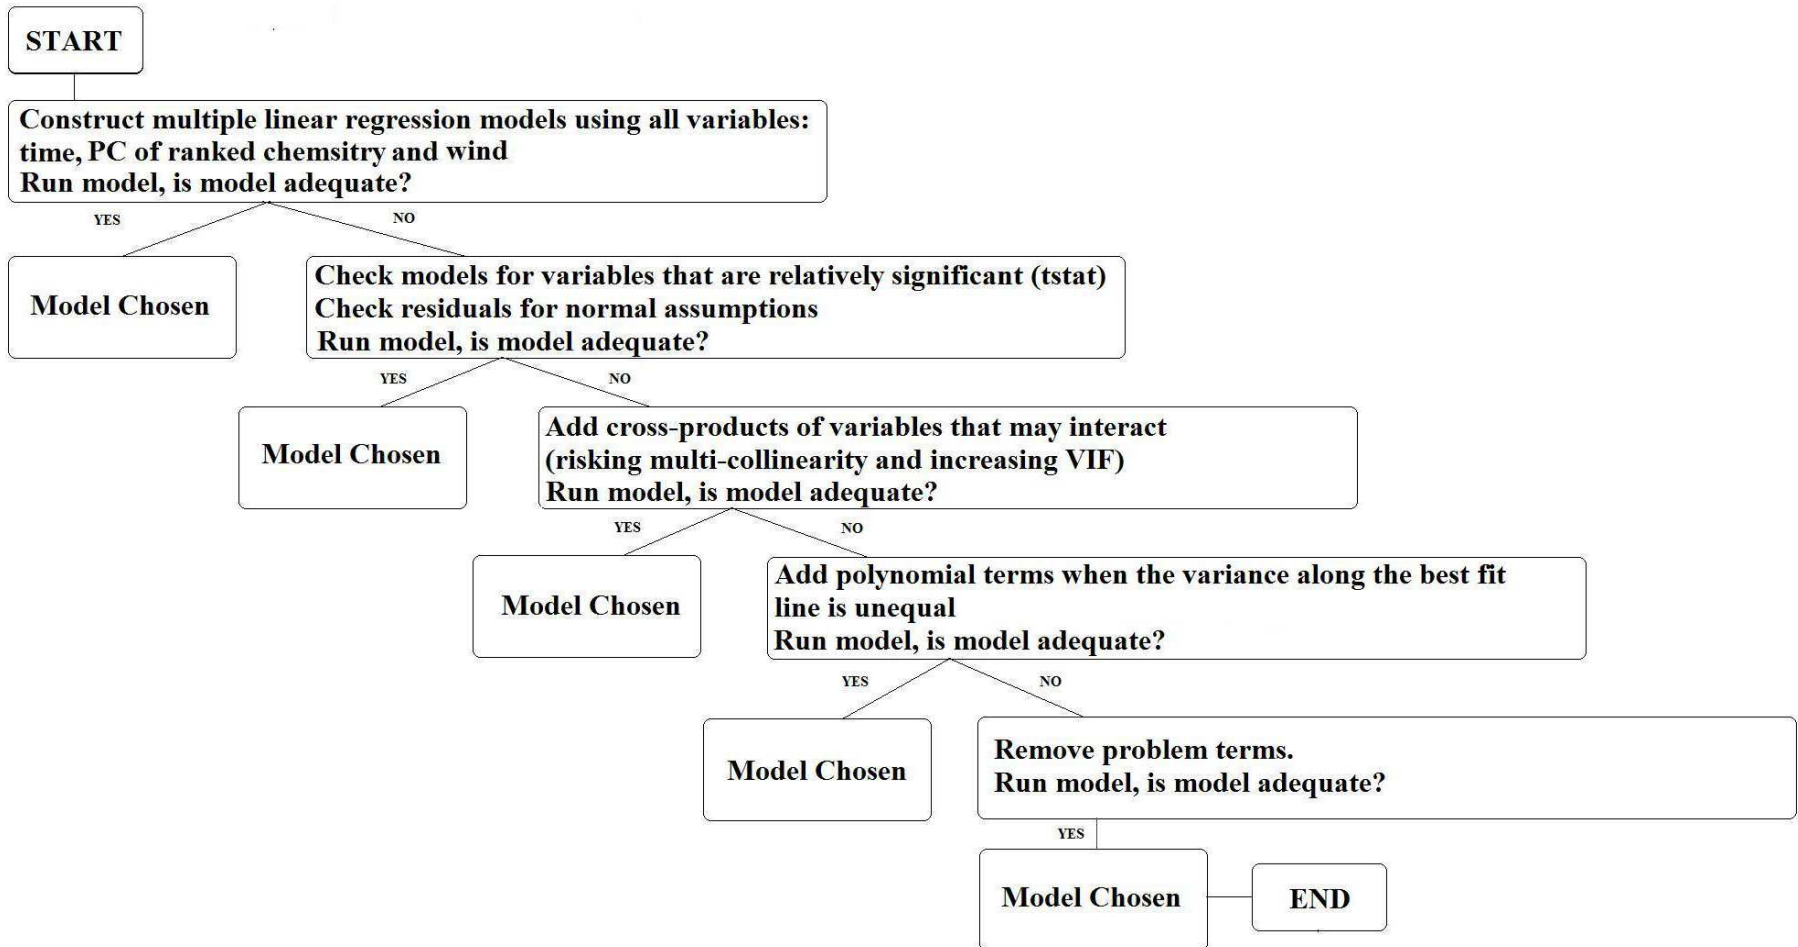 START
Construct multiple linear regression models using all variables:
time, PC of ranked chemsitry and wind
Run model, is model adequate?
YES
NO
Model Chosen
Check models for variables that are relatively significant (tstat)
Check residuals for normal assumptions
Run model, is model adequate?
YES
NO
Model Chosen
Add cross-products of variables that may interact
(risking multi-collinearity and increasing VIF)
Run model, is model adequate?
YES
NO
Model Chosen
Add polynomial terms when the variance along the best fit
line is unequal
Run model, is model adequate?
YES
NO
Model Chosen
Remove problem terms.
Run model, is model adequate?
YES
Model Chosen
END